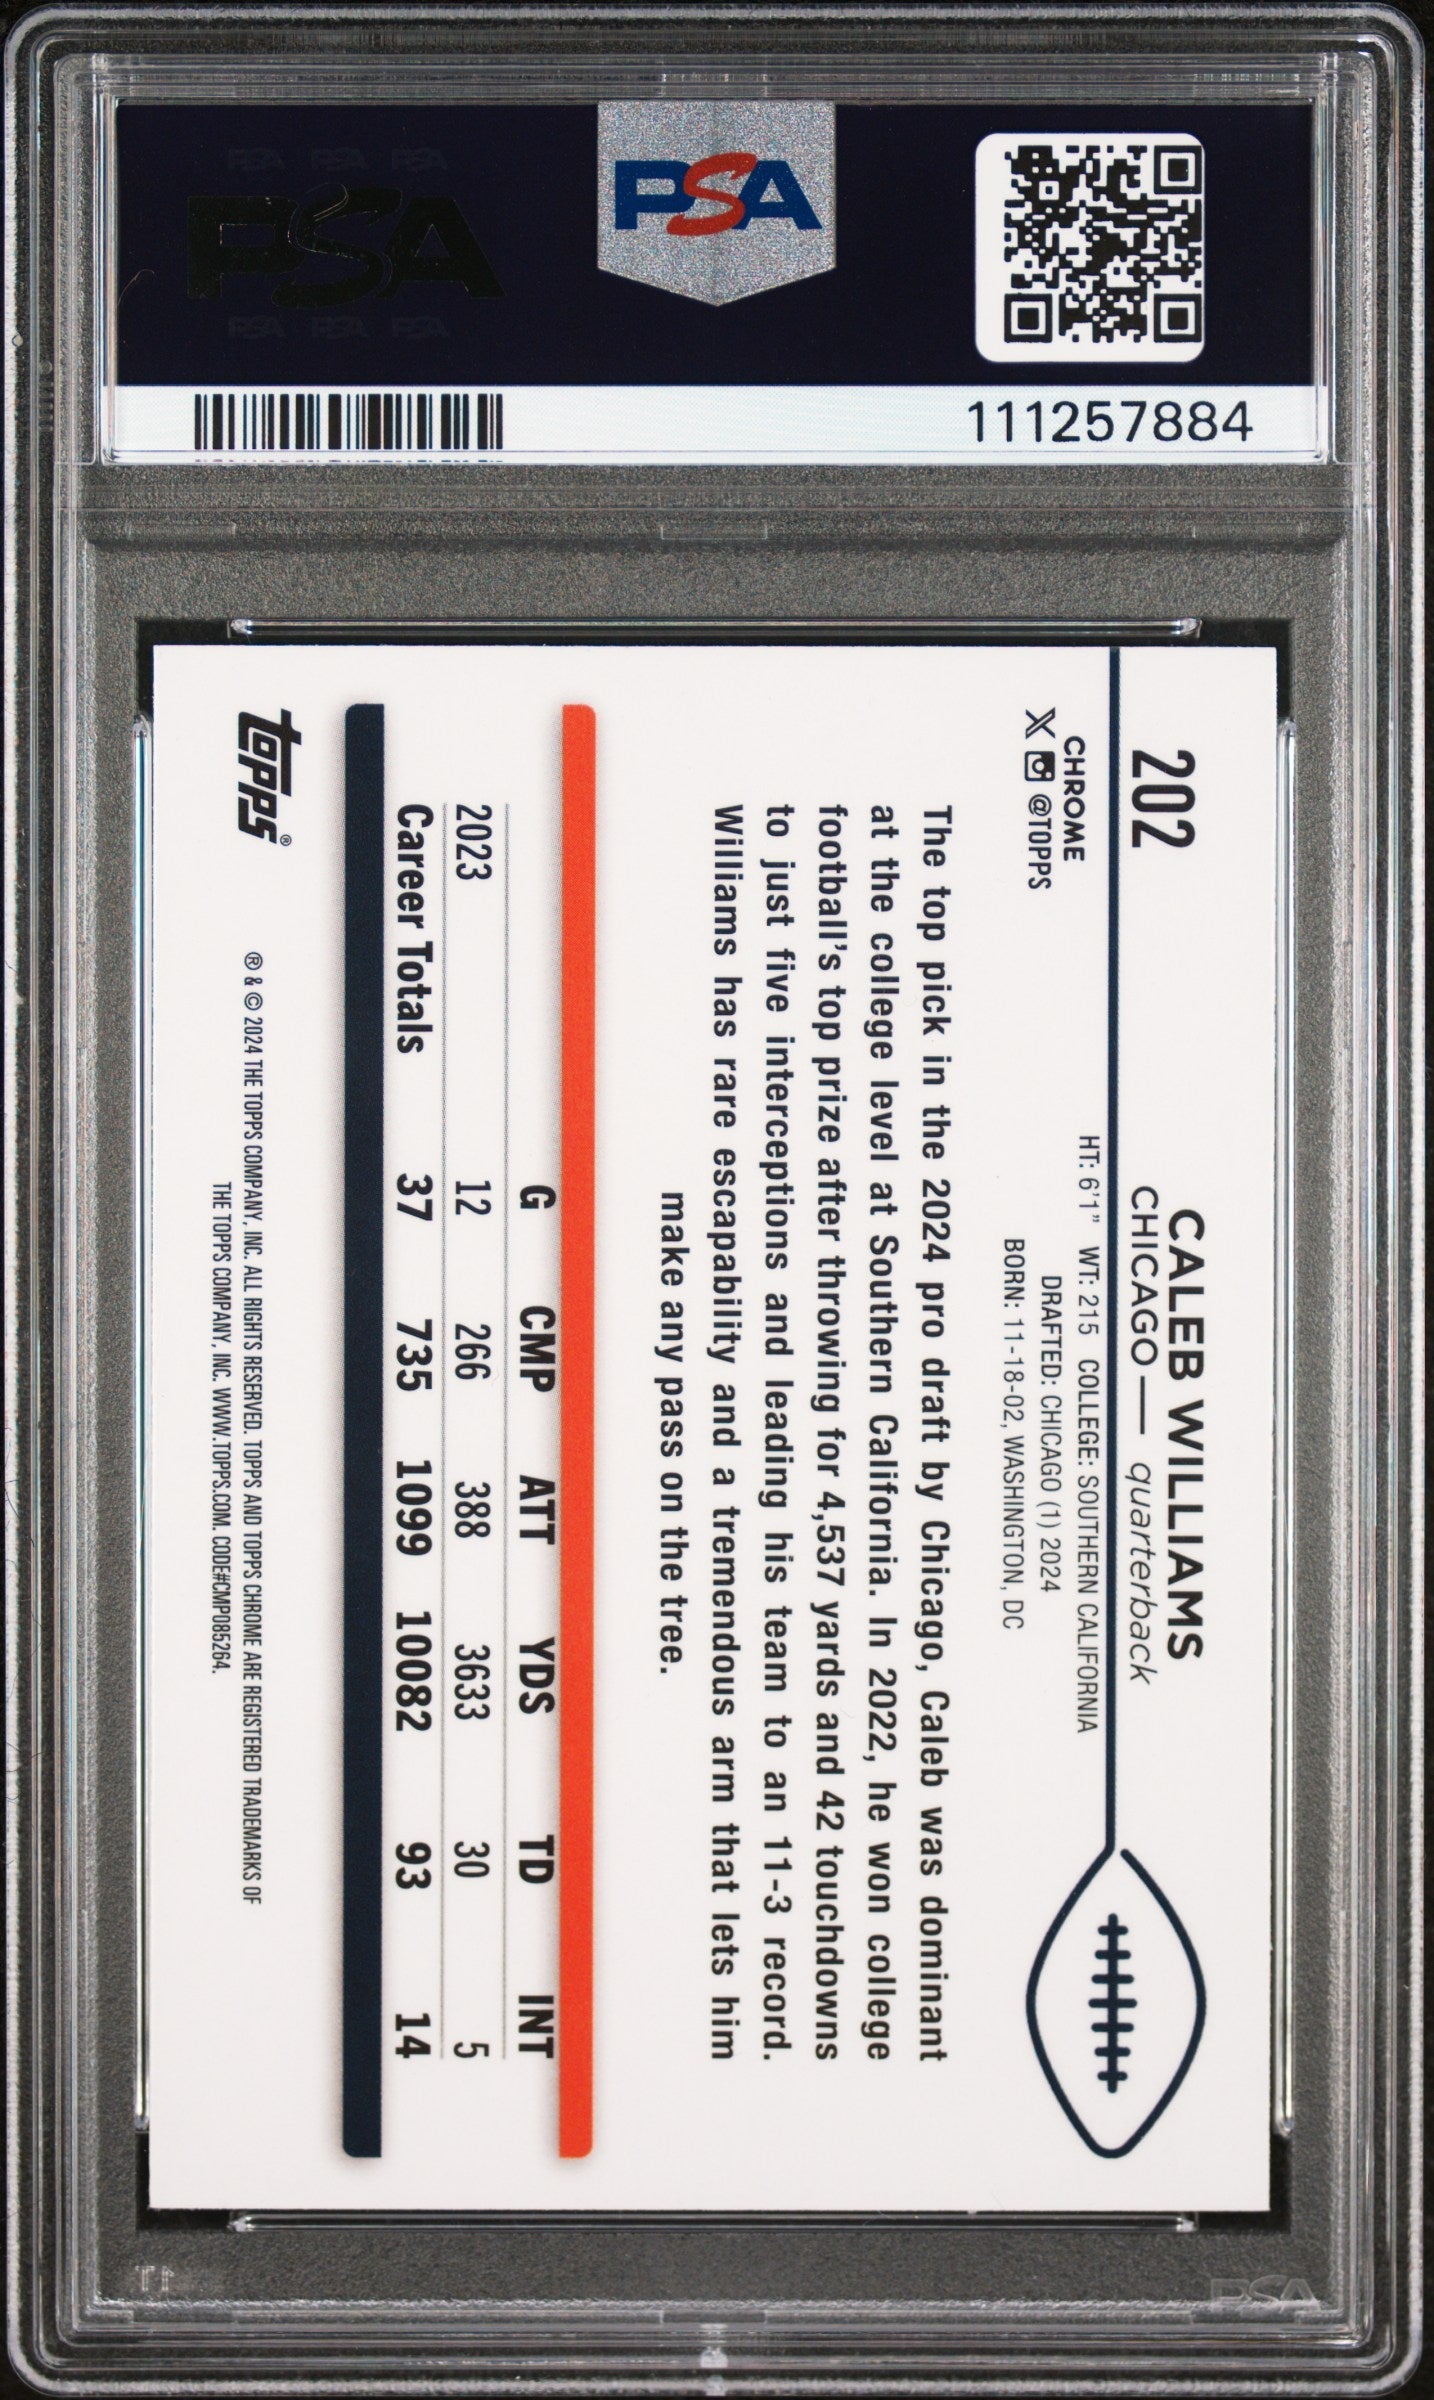 PSA PSA PSA
PSA
PSA PSA PSA
PSA
111257884
202
CALEB WILLIAMS
CHICAGO — quarterback
CHROME
X @TOPPS
HT: 6'1" WT: 215 COLLEGE: SOUTHERN CALIFORNIA
DRAFTED: CHICAGO (1) 2024
BORN: 11-18-02, WASHINGTON, DC
The top pick in the 2024 pro draft by Chicago, Caleb was dominant
at the college level at Southern California. In 2022, he won college
football's top prize after throwing for 4,537 yards and 42 touchdowns
to just five interceptions and leading his team to an 11-3 record.
Williams has rare escapability and a tremendous arm that lets him
make any pass on the tree.
G CMP ATT YDS TD INT
2023 12 266 388 3633 30 5
Career Totals 37 735 1099 10082 93 14
topps®
® & © 2024 THE TOPPS COMPANY, INC. ALL RIGHTS RESERVED. TOPPS AND TOPPS CHROME ARE REGISTERED TRADEMARKS OF
THE TOPPS COMPANY, INC. WWW.TOPPS.COM. CODE#CMP085264.
PSA